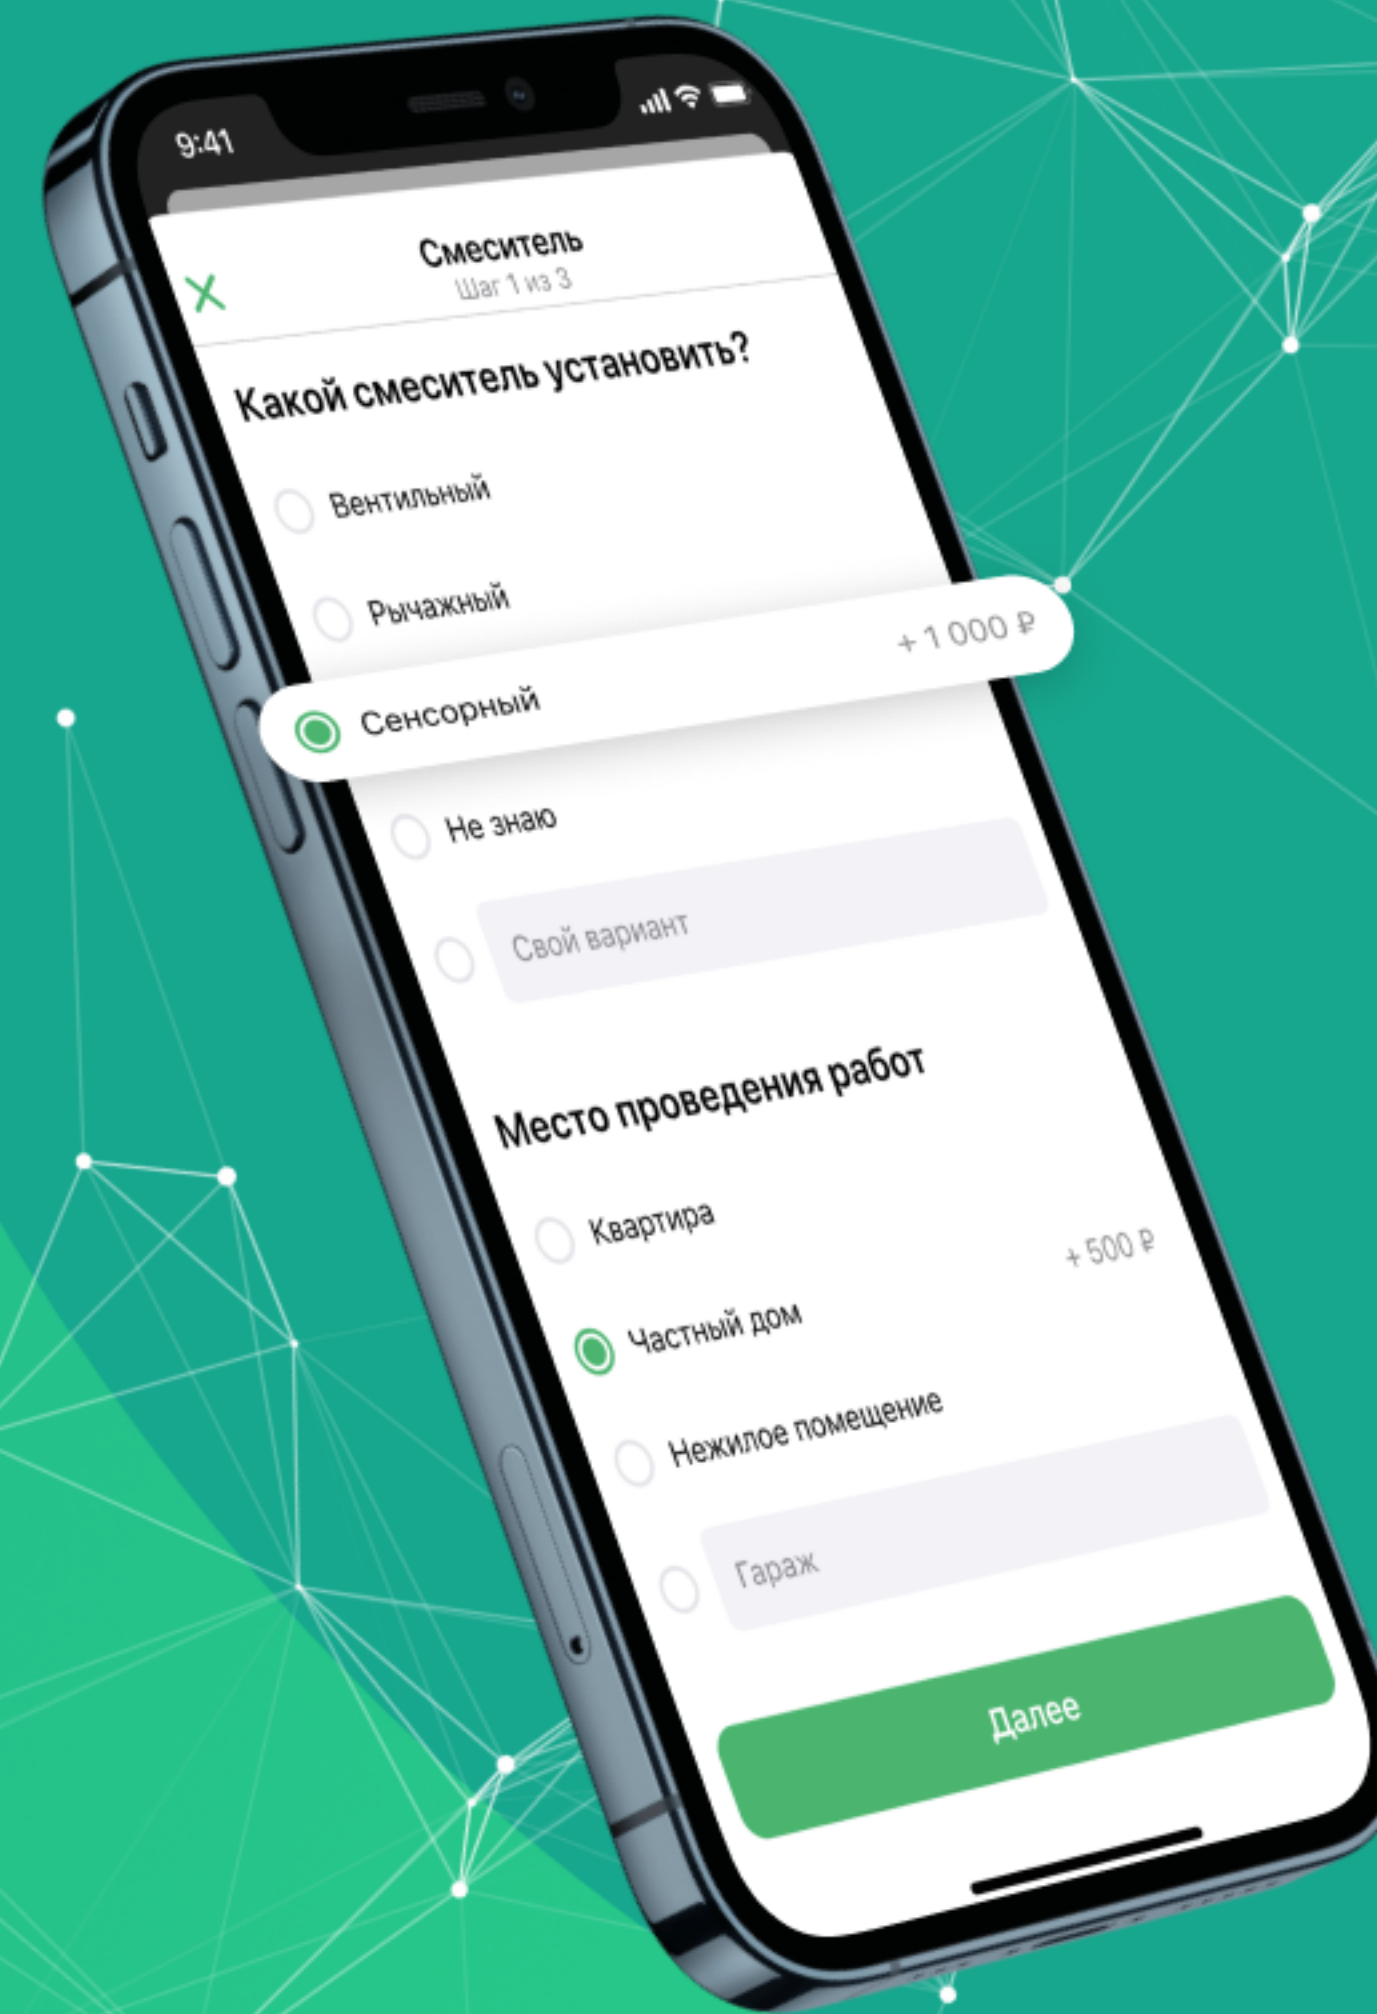 9:41
Смеситель
Шаг 1 из 3
Какой смеситель установить?
Вентильный
Рычажный
Сенсорный + 1 000 ₽
Не знаю
Свой вариант
Место проведения работ
Квартира
Частный дом + 500 ₽
Нежилое помещение
Гараж
Далее